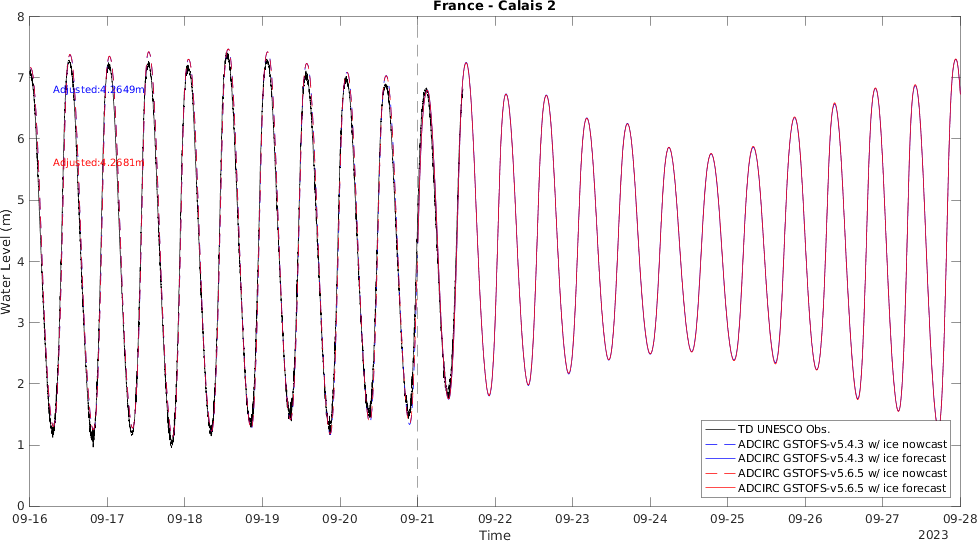 France - Calais 2
8
7
6
5
4
3
2
1
0
Water Level (m)
Adjusted:4.2649m
Adjusted:4.2681m
TD UNESCO Obs.
ADCIRC GSTOFS-v5.4.3 w/ ice nowcast
ADCIRC GSTOFS-v5.4.3 w/ ice forecast
ADCIRC GSTOFS-v5.6.5 w/ ice nowcast
ADCIRC GSTOFS-v5.6.5 w/ ice forecast
09-16 09-17 09-18 09-19 09-20 09-21 09-22 09-23 09-24 09-25 09-26 09-27 09-28
Time
2023